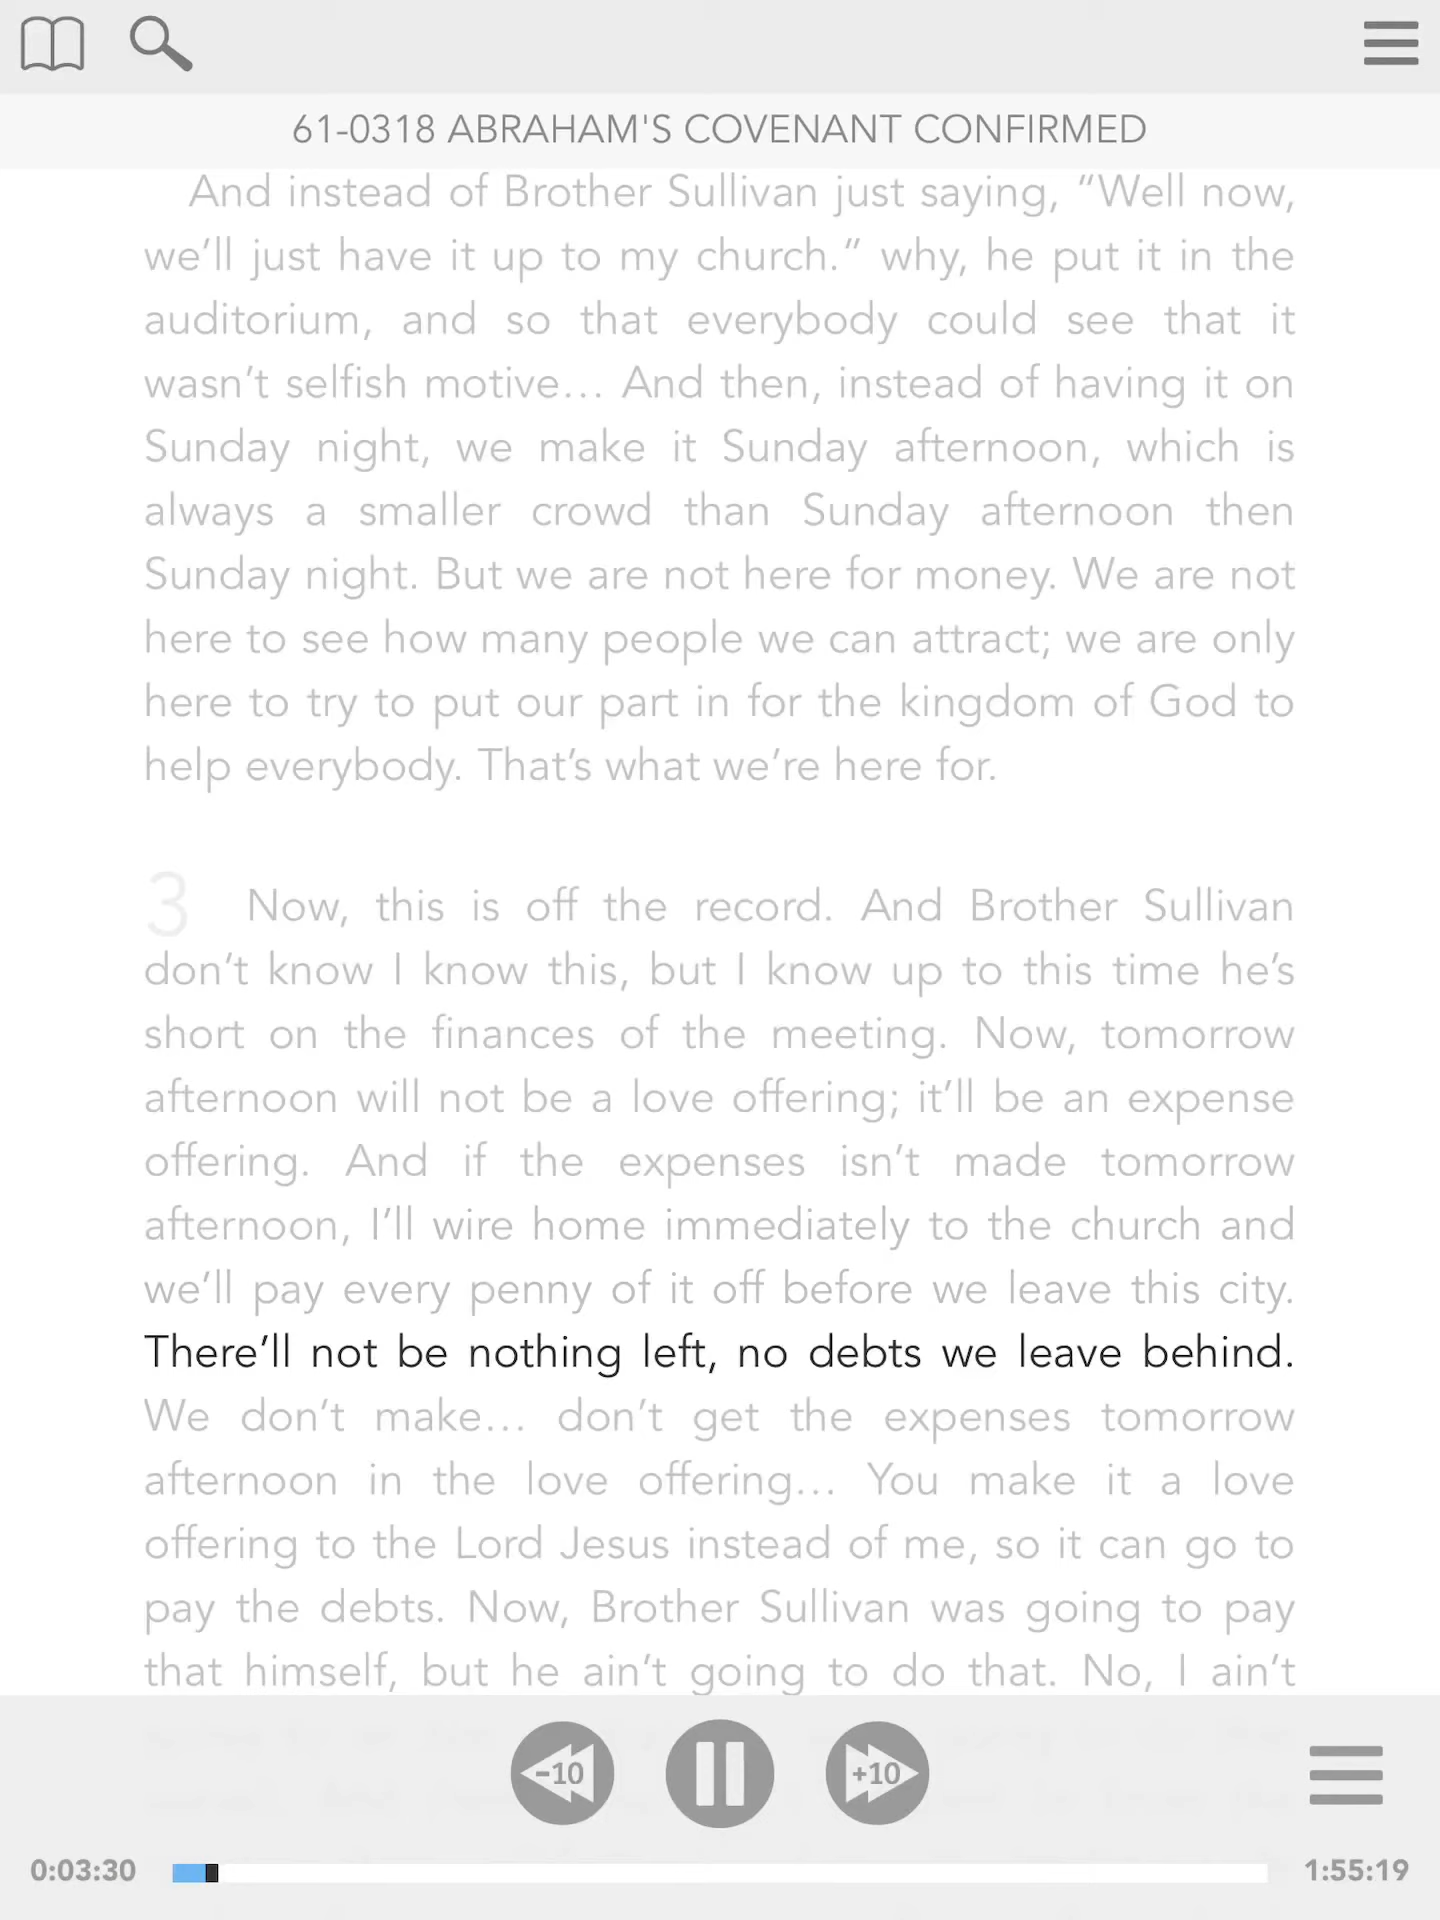 61-0318 ABRAHAM'S COVENANT CONFIRMED
And instead of Brother Sullivan just saying, “Well now,
we’ll just have it up to my church.” why, he put it in the
auditorium, and so that everybody could see that it
wasn’t selfish motive… And then, instead of having it on
Sunday night, we make it Sunday afternoon, which is
always a smaller crowd than Sunday afternoon then
Sunday night. But we are not here for money. We are not
here to see how many people we can attract; we are only
here to try to put our part in for the kingdom of God to
help everybody. That’s what we’re here for.
3 Now, this is off the record. And Brother Sullivan
don’t know I know this, but I know up to this time he’s
short on the finances of the meeting. Now, tomorrow
afternoon will not be a love offering; it’ll be an expense
offering. And if the expenses isn’t made tomorrow
afternoon, I’ll wire home immediately to the church and
we’ll pay every penny of it off before we leave this city.
There’ll not be nothing left, no debts we leave behind.
We don’t make… don’t get the expenses tomorrow
afternoon in the love offering… You make it a love
offering to the Lord Jesus instead of me, so it can go to
pay the debts. Now, Brother Sullivan was going to pay
that himself, but he ain’t going to do that. No, I ain’t
-10 +10
0:03:30 1:55:19